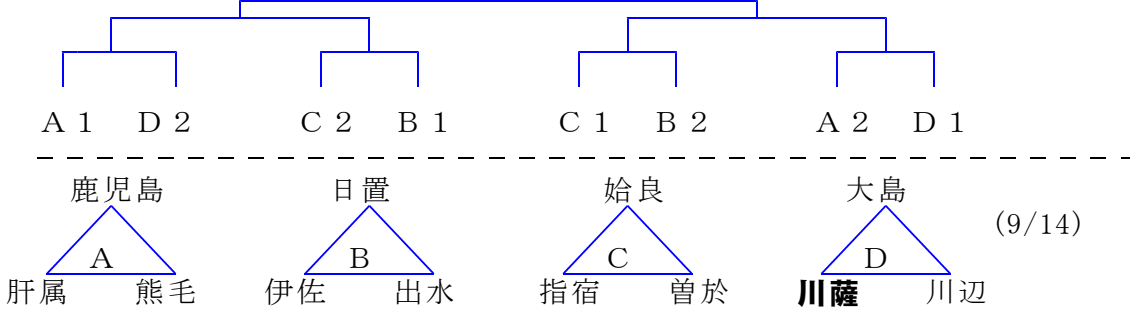 A1 D2 C2 B1 C1 B2 A2 D1
鹿児島 日置 姶良 大島
(9/14)
A B C D
肝属 熊毛 伊佐 出水 指宿 曽於 川薩 川辺